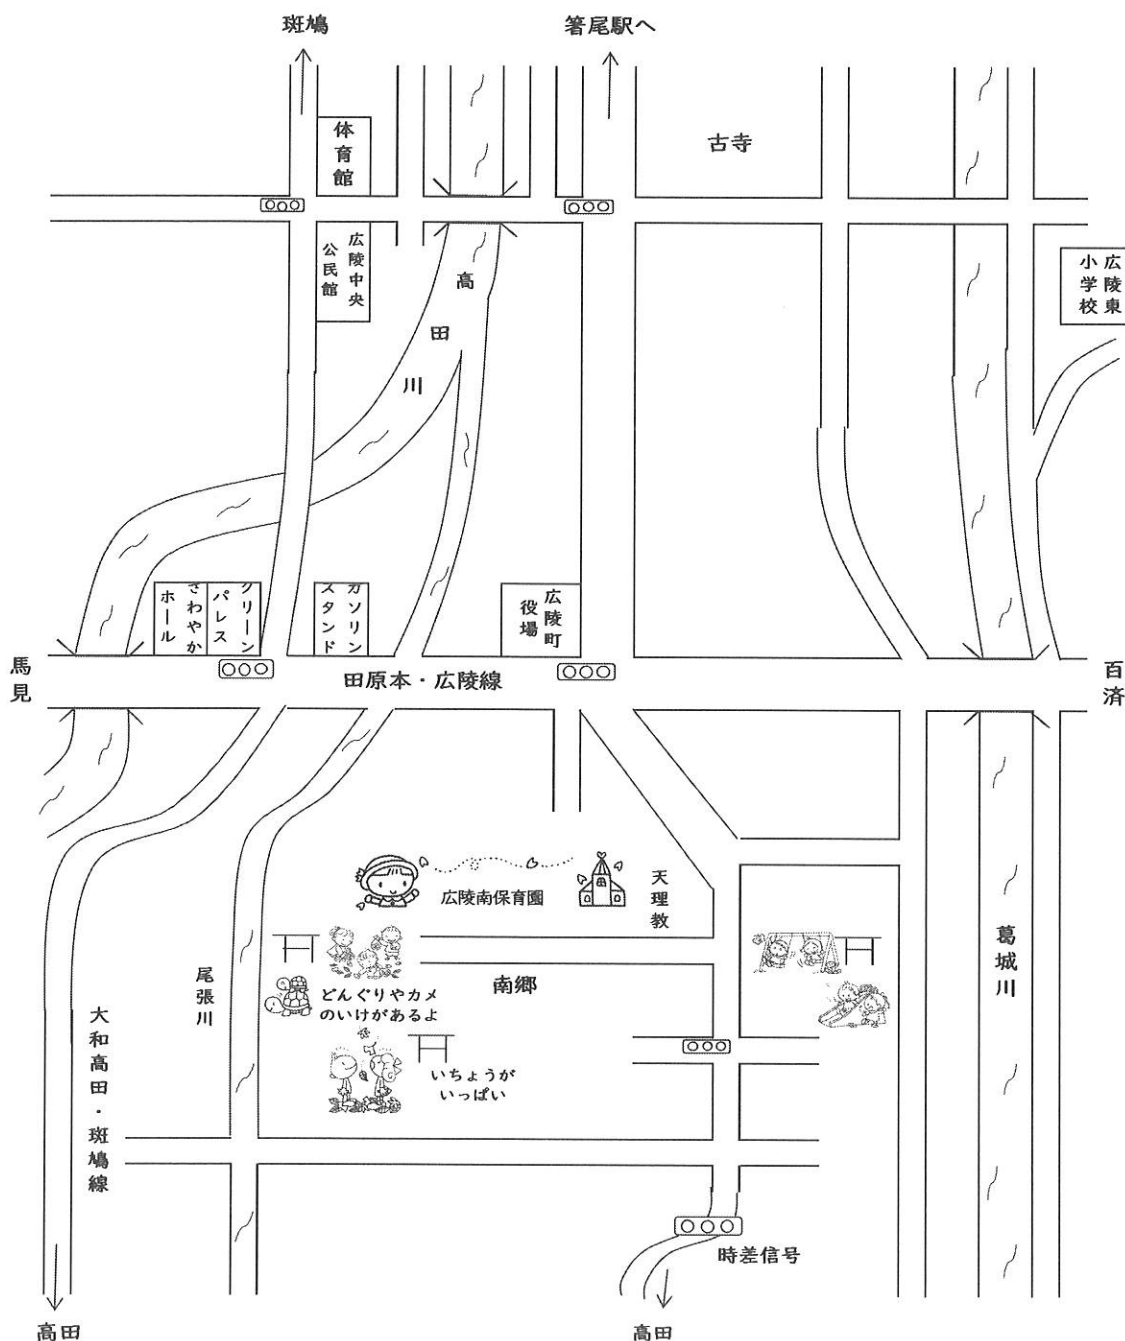 斑鳩
箸尾駅へ
体育館
古寺
広陵中央
公民館
高田川
広陵東
小学校
さわやか
ホール
グリーン
パレス
ガソリン
スタンド
広陵町
役場
馬見
田原本・広陵線
百済
広陵南保育園
天理教
尾張川
南郷
葛城川
どんぐりやカメ
のいけがあるよ
いちょうが
いっぱい
大和高田・斑鳩線
時差信号
高田
高田